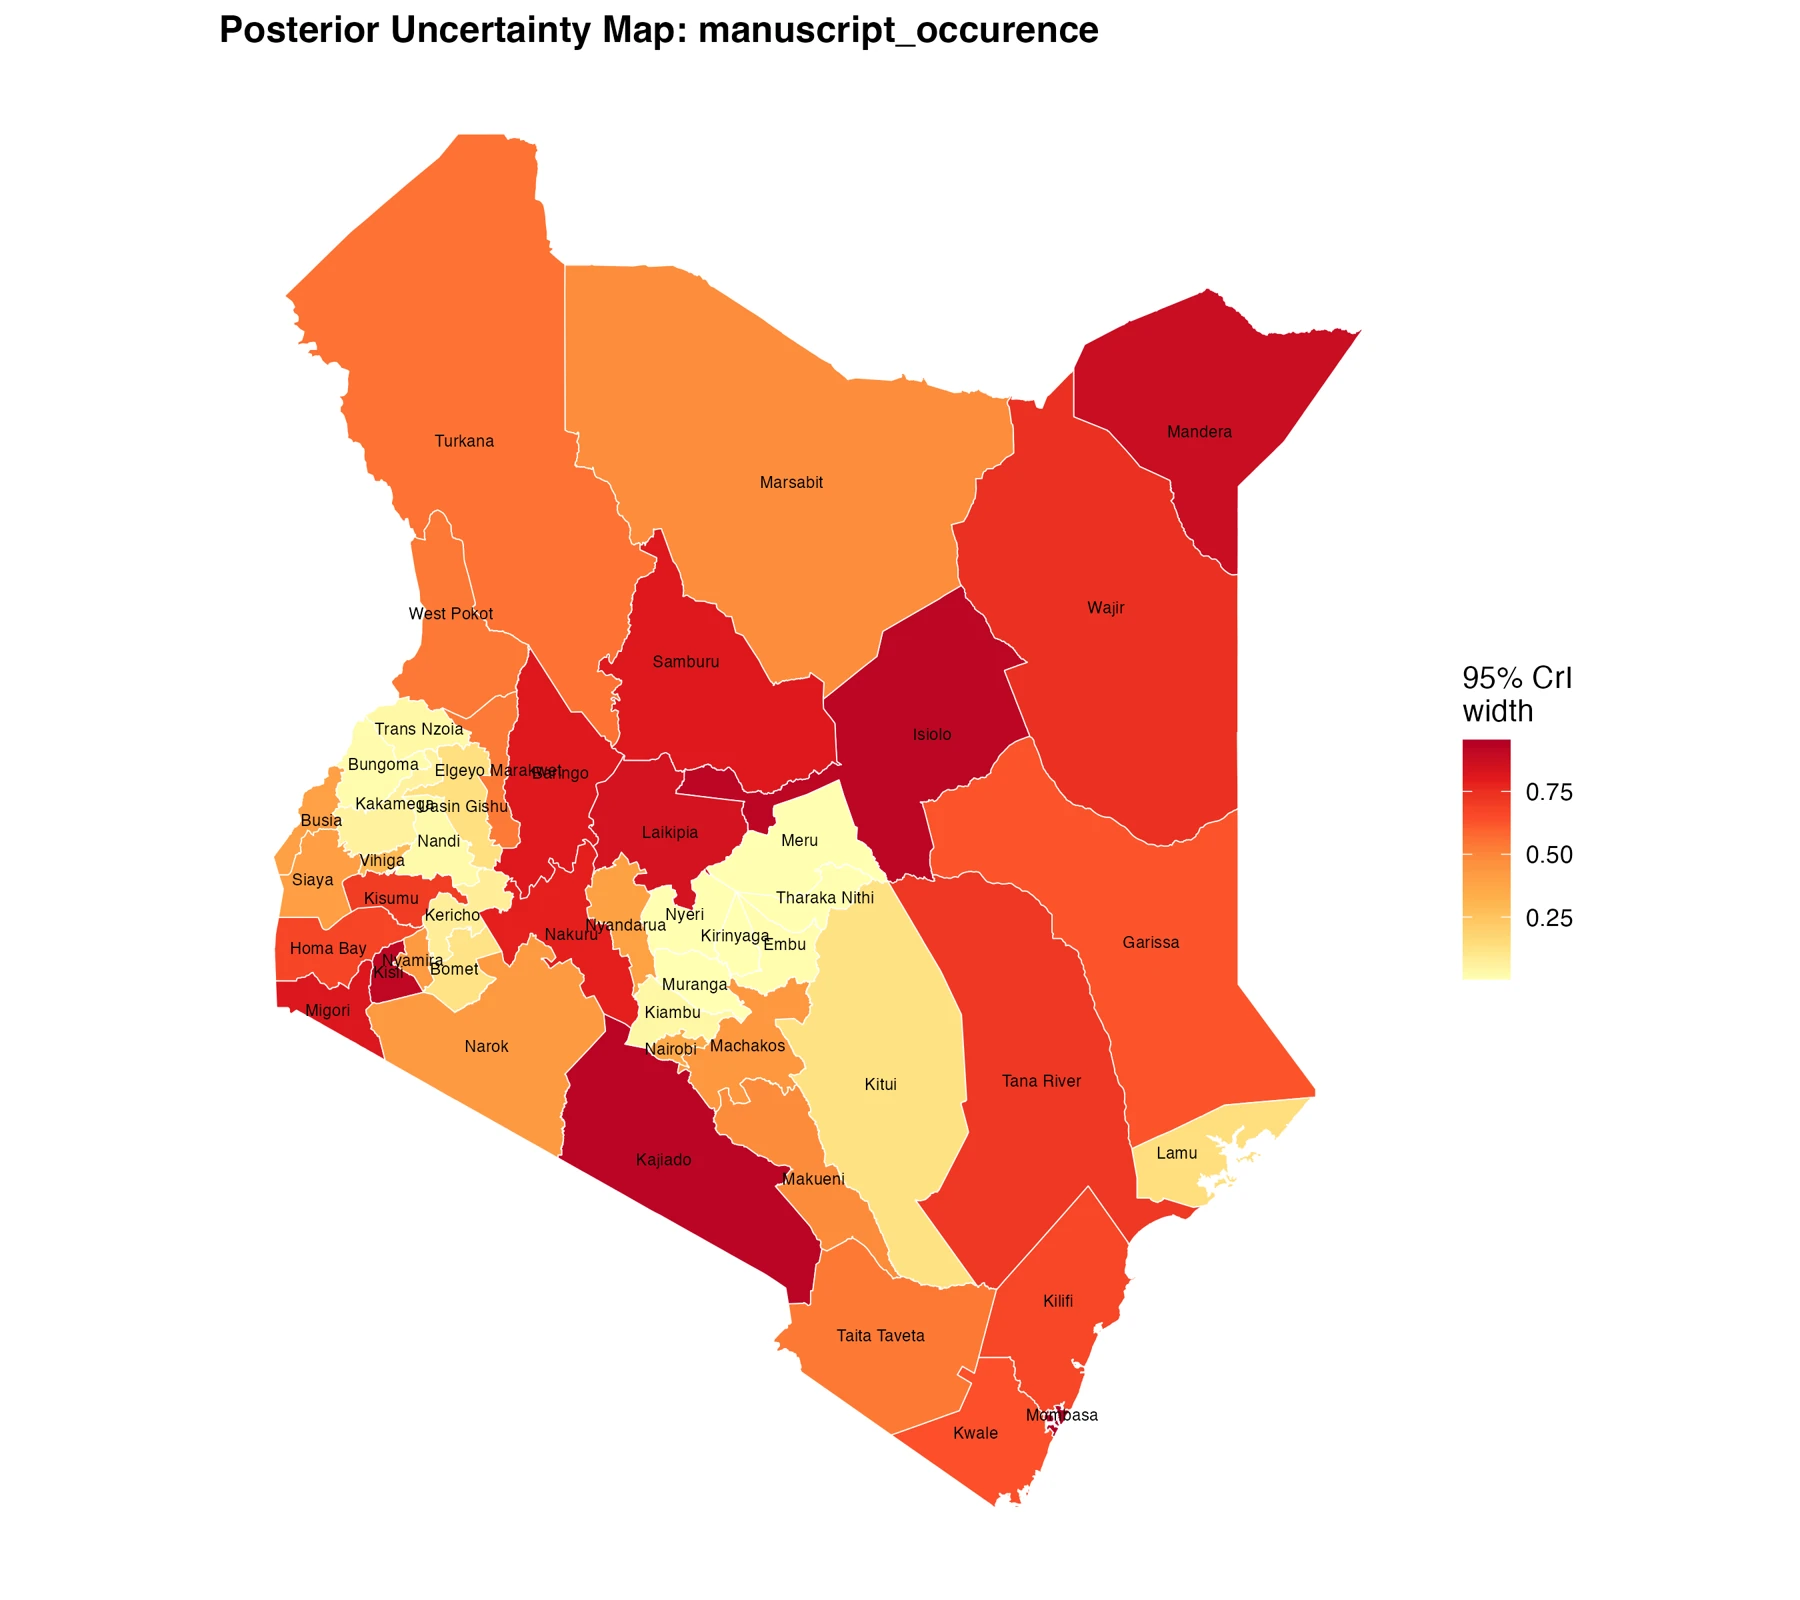 Posterior Uncertainty Map: manuscript_occurence
Turkana
Mandera
Marsabit
Wajir
West Pokot
Samburu
Isiolo
Trans Nzoia
Bungoma
Elgeyo Marakwet
Baringo
Kakamega
Uasin Gishu
Busia
Laikipia
Nandi
Meru
Vihiga
Siaya
Kisumu
Tharaka Nithi
Kericho
Nyeri
Nyandarua
Nakuru
Kirinyaga
Embu
Garissa
Homa Bay
Nyamira
Kisii
Bomet
Muranga
Migori
Kiambu
Narok
Nairobi
Machakos
Kitui
Tana River
Lamu
Kajiado
Makueni
Kilifi
Taita Taveta
Mombasa
Kwale
95% CrI
width
0.75
0.50
0.25